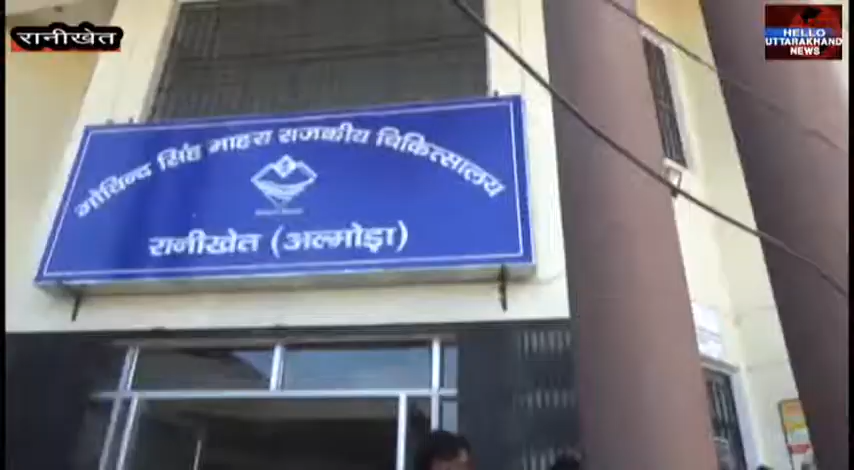 रानीखेत
HELLO
UTTARAKHAND
NEWS
गोविन्द सिंह माहरा राजकीय चिकित्सालय
रानीखेत (अल्मोड़ा)